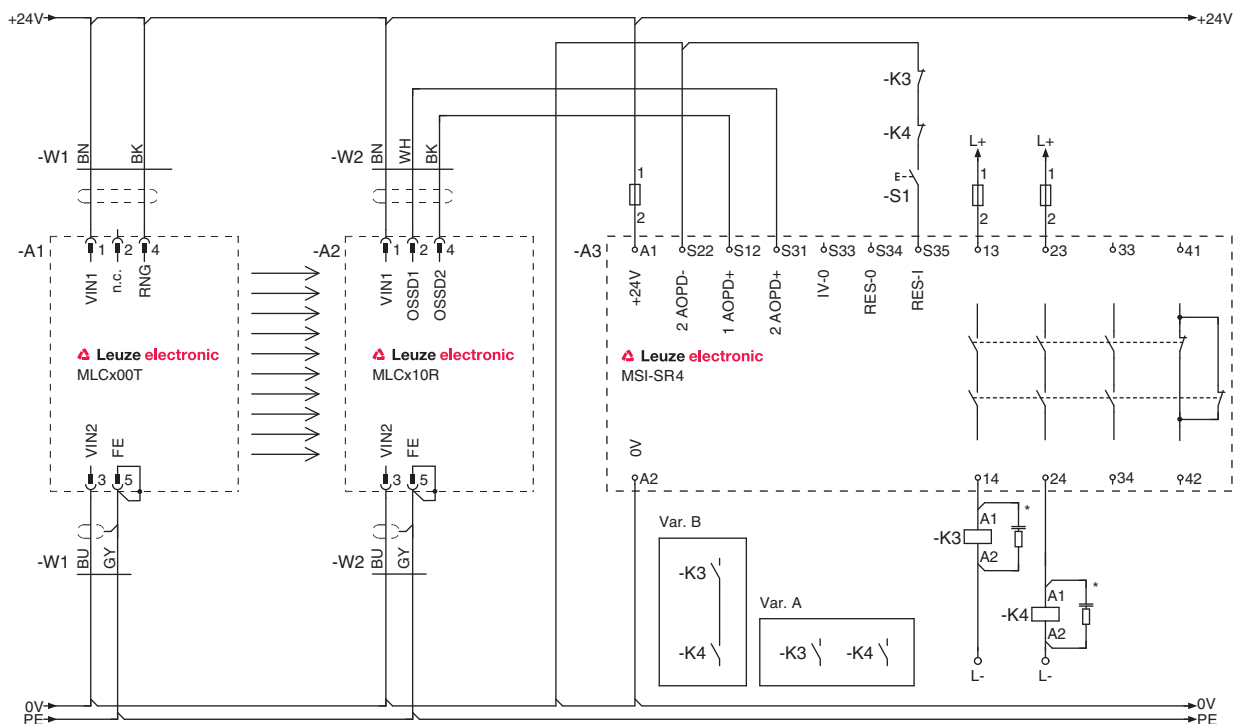 +24V +24V
-K3
-K4
-S1 E
L+ L+
-W1 BN BK
-W2 BN WH BK
1 1 1
2 2 2
-A1 1 2 4
VIN1 n.c. RNG
-A2 1 2 4
VIN1 OSSD1 OSSD2
-A3 A1 S22 S12 S31 S33 S34 S35 13 23 33 41
+24V 2 AOPD- 1 AOPD+ 2 AOPD+ IV-0 RES-0 RES-I
Leuze electronic
MLCx00T
Leuze electronic
MLCx10R
Leuze electronic
MSI-SR4
VIN2 FE
3 5
VIN2 FE
3 5
0V
A2 14 24 34 42
-W1 BU GY
-W2 BU GY
Var. B
-K3
-K4
Var. A
-K3 -K4
-K3 A1 A2 *
-K4 A1 A2 *
L- L-
0V 0V
PE PE